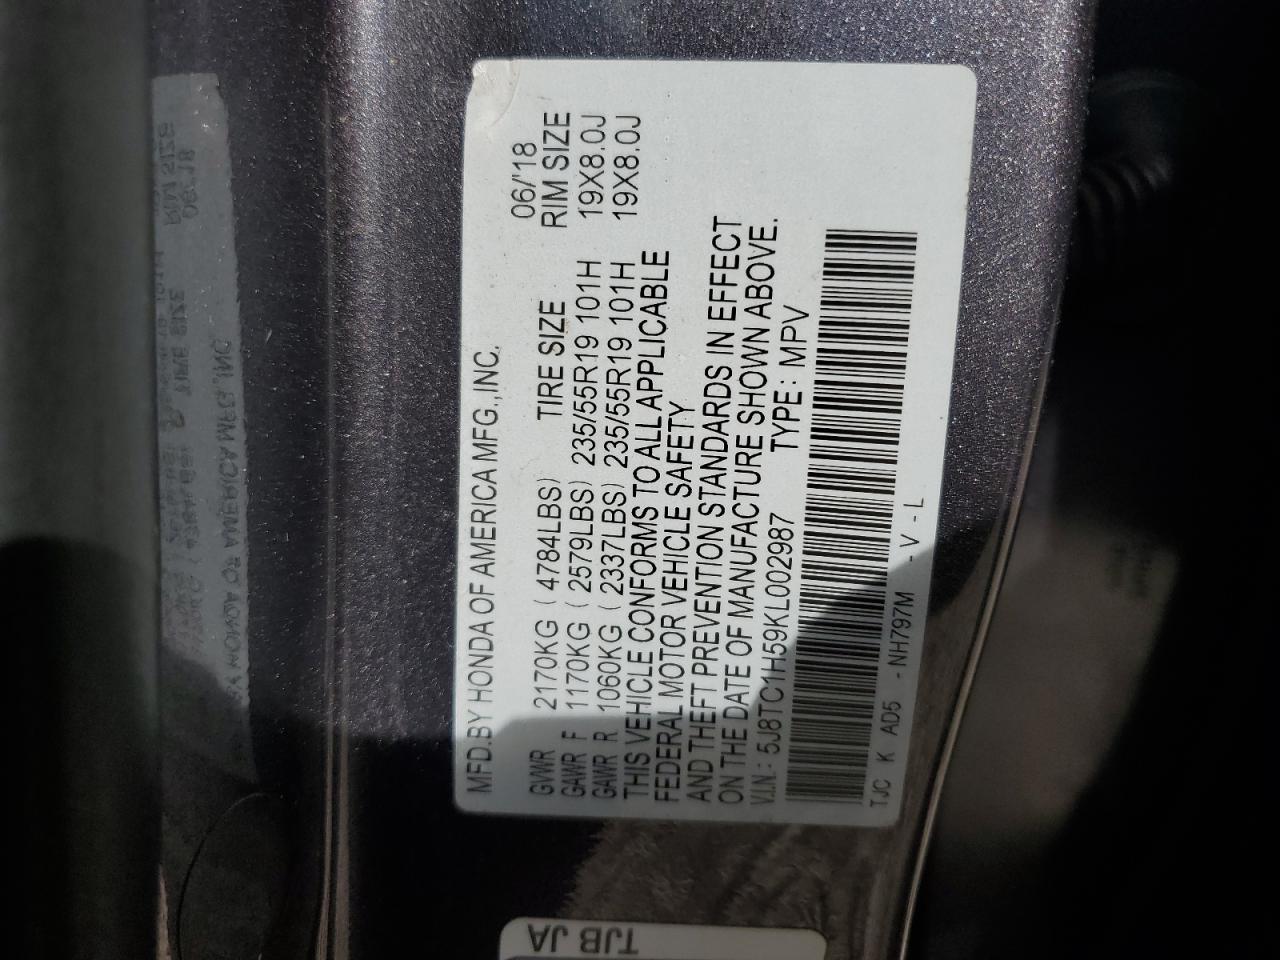 MFD.BY HONDA OF AMERICA MFG.,INC. 06/'18
GVWR 2170KG ( 4784LBS) TIRE SIZE RIM SIZE
GAWR F 1170KG ( 2579LBS) 235/55R19 101H 19X8.0J
GAWR R 1060KG ( 2337LBS) 235/55R19 101H 19X8.0J
THIS VEHICLE CONFORMS TO ALL APPLICABLE
FEDERAL MOTOR VEHICLE SAFETY
AND THEFT PREVENTION STANDARDS IN EFFECT
ON THE DATE OF MANUFACTURE SHOWN ABOVE.
V.I.N.: 5J8TC1H59KL002987 TYPE: MPV
TJC K AD5 - NH797M - V - L
TJB JA